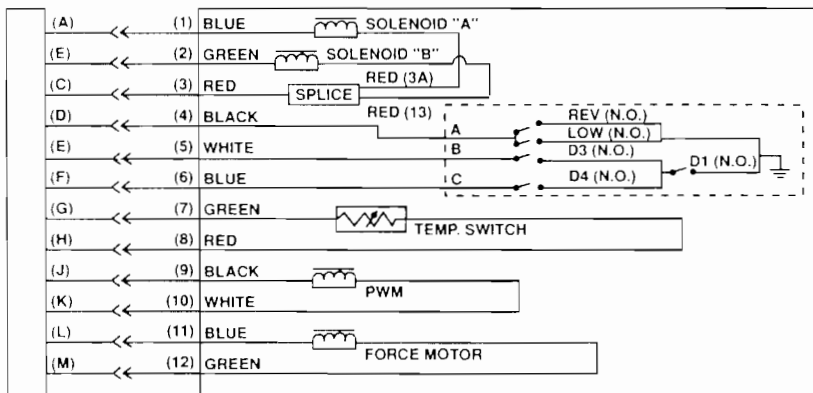 (A) (1) BLUE SOLENOID "A"
(E) (2) GREEN SOLENOID "B"
RED (3A)
(C) (3) RED SPLICE
RED (13)
(D) (4) BLACK A REV (N.O.)
LOW (N.O.)
(E) (5) WHITE B D3 (N.O.)
D1 (N.O.)
(F) (6) BLUE C D4 (N.O.)
(G) (7) GREEN
TEMP. SWITCH
(H) (8) RED
(J) (9) BLACK
PWM
(K) (10) WHITE
(L) (11) BLUE
FORCE MOTOR
(M) (12) GREEN